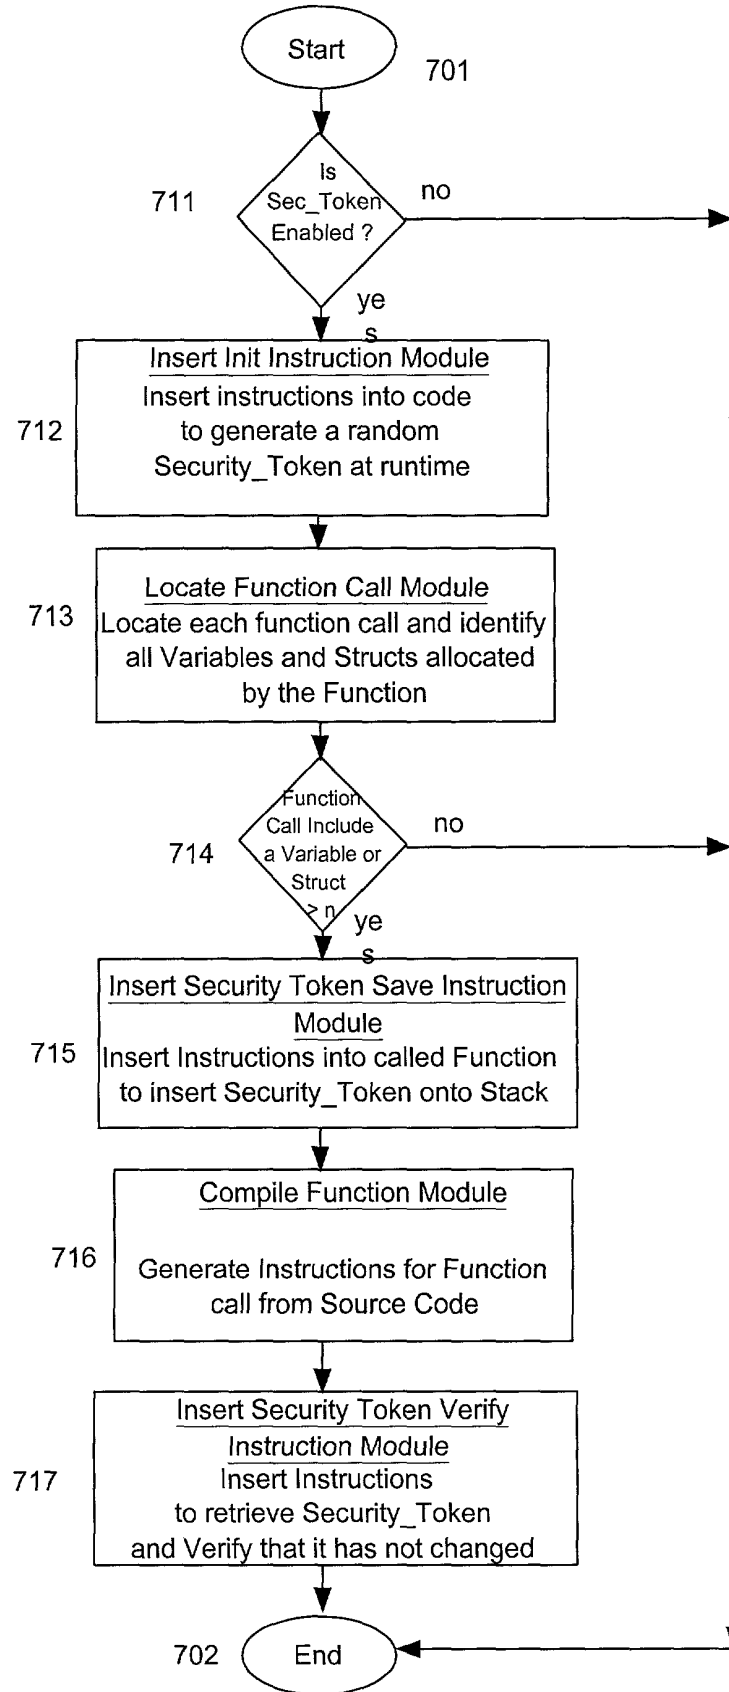 Start
701
Is
Sec_Token
Enabled ?
711
no
ye
s
Insert Init Instruction Module
Insert instructions into code
to generate a random
Security_Token at runtime
712
Locate Function Call Module
Locate each function call and identify
all Variables and Structs allocated
by the Function
713
Function
Call Include
a Variable or
Struct
> n
714
no
ye
s
Insert Security Token Save Instruction
Module
Insert Instructions into called Function
to insert Security_Token onto Stack
715
Compile Function Module
Generate Instructions for Function
call from Source Code
716
Insert Security Token Verify
Instruction Module
Insert Instructions
to retrieve Security_Token
and Verify that it has not changed
717
702
End